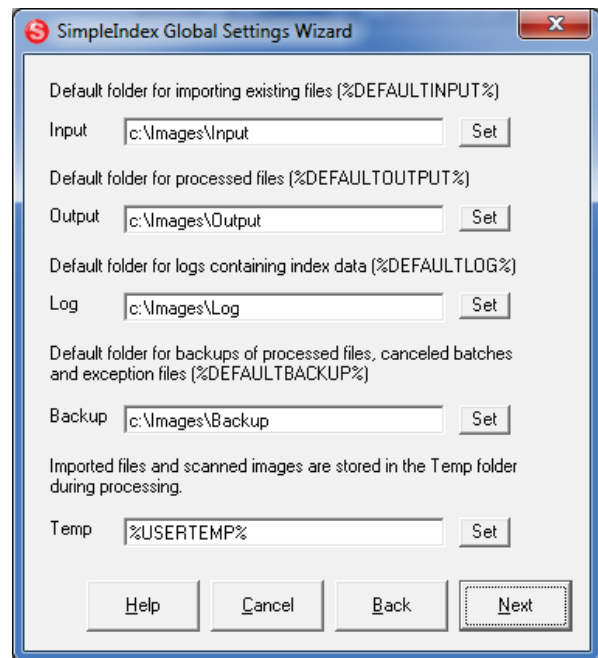 SimpleIndex Global Settings Wizard
Default folder for importing existing files (%DEFAULTINPUT%)
Input c:\Images\Input Set
Default folder for processed files (%DEFAULTOUTPUT%)
Output c:\Images\Output Set
Default folder for logs containing index data (%DEFAULTLOG%)
Log c:\Images\Log Set
Default folder for backups of processed files, canceled batches
and exception files (%DEFAULTBACKUP%)
Backup c:\Images\Backup Set
Imported files and scanned images are stored in the Temp folder
during processing.
Temp %USERTEMP% Set
Help Cancel Back Next